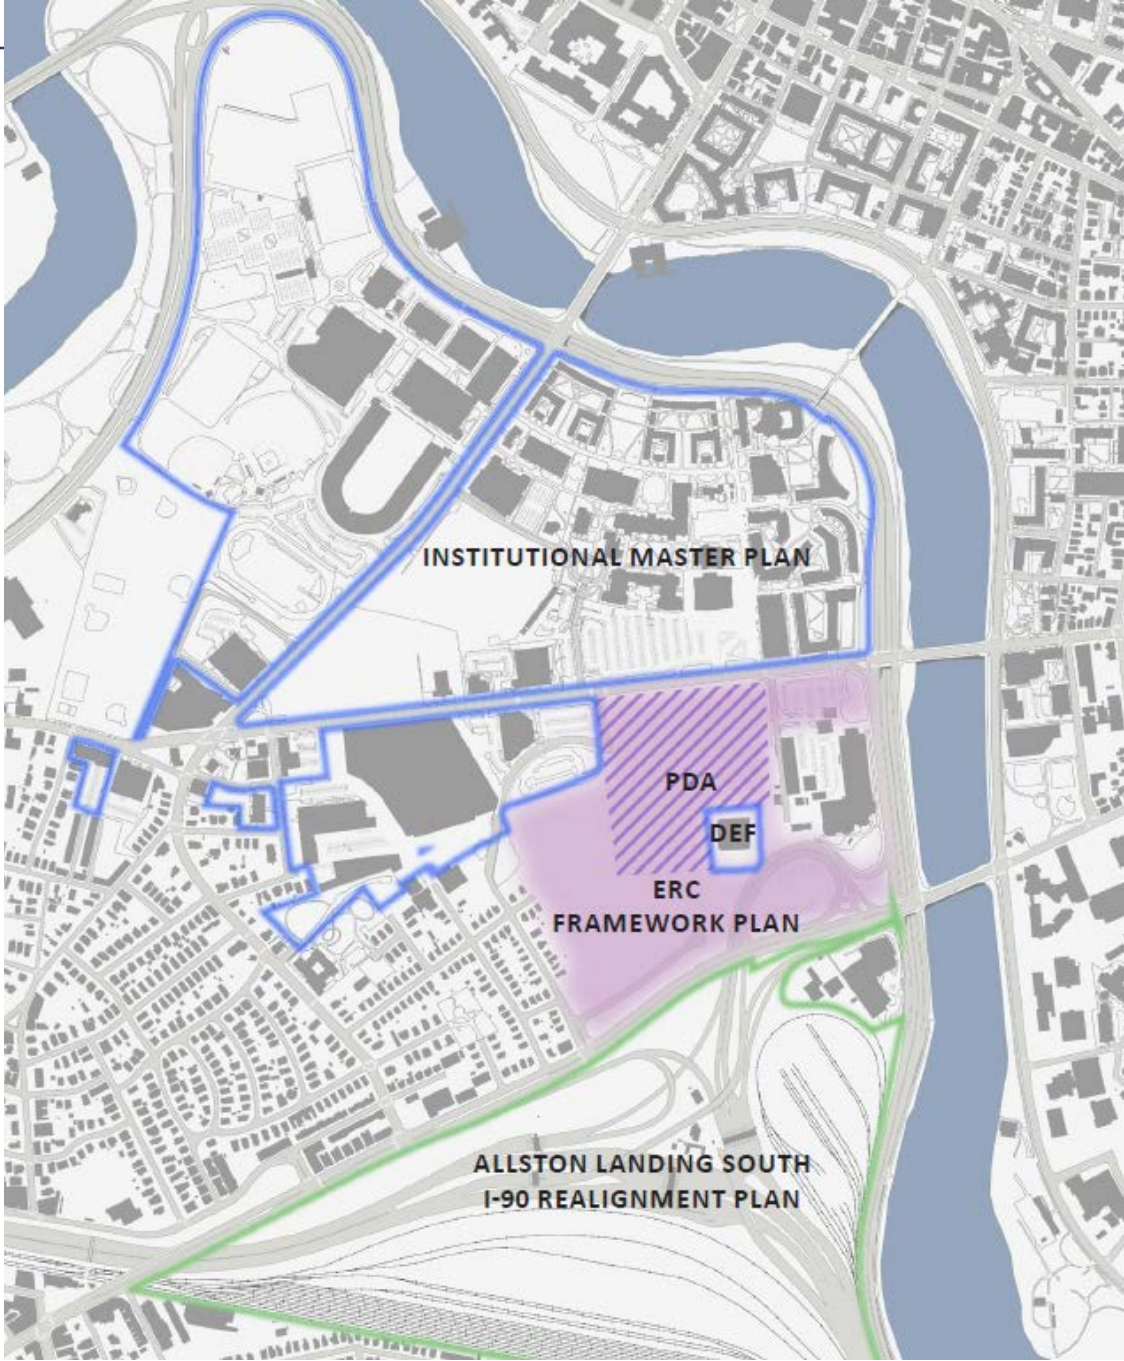 INSTITUTIONAL MASTER PLAN
PDA
DEF
ERC
FRAMEWORK PLAN
ALLSTON LANDING SOUTH
I-90 REALIGNMENT PLAN